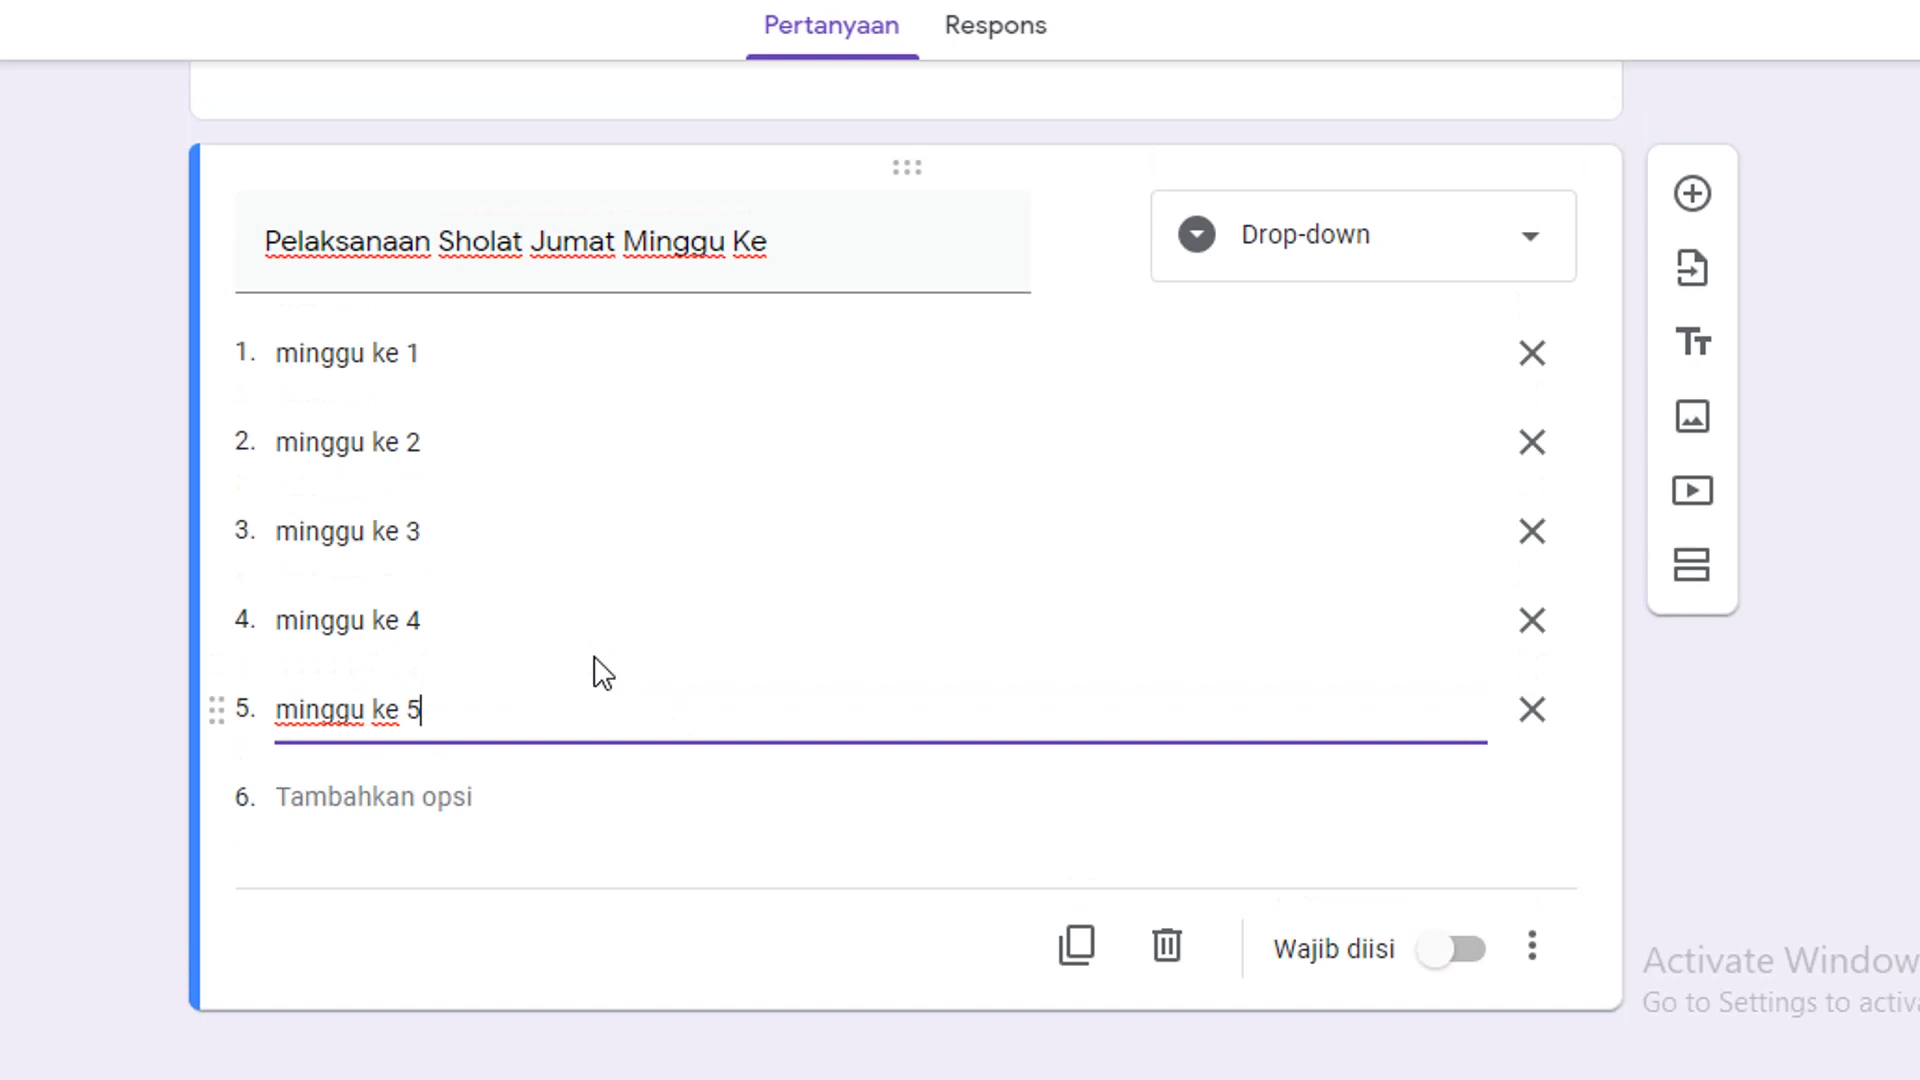 Pertanyaan Respons
Pelaksanaan Sholat Jumat Minggu Ke
Drop-down
1. minggu ke 1
2. minggu ke 2
3. minggu ke 3
4. minggu ke 4
5. minggu ke 5
6. Tambahkan opsi
Wajib diisi
Activate Window
Go to Settings to activa